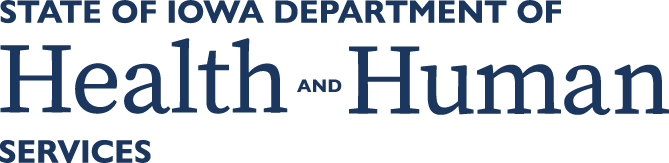 STATE OF IOWA DEPARTMENT OF
Health AND Human
SERVICES